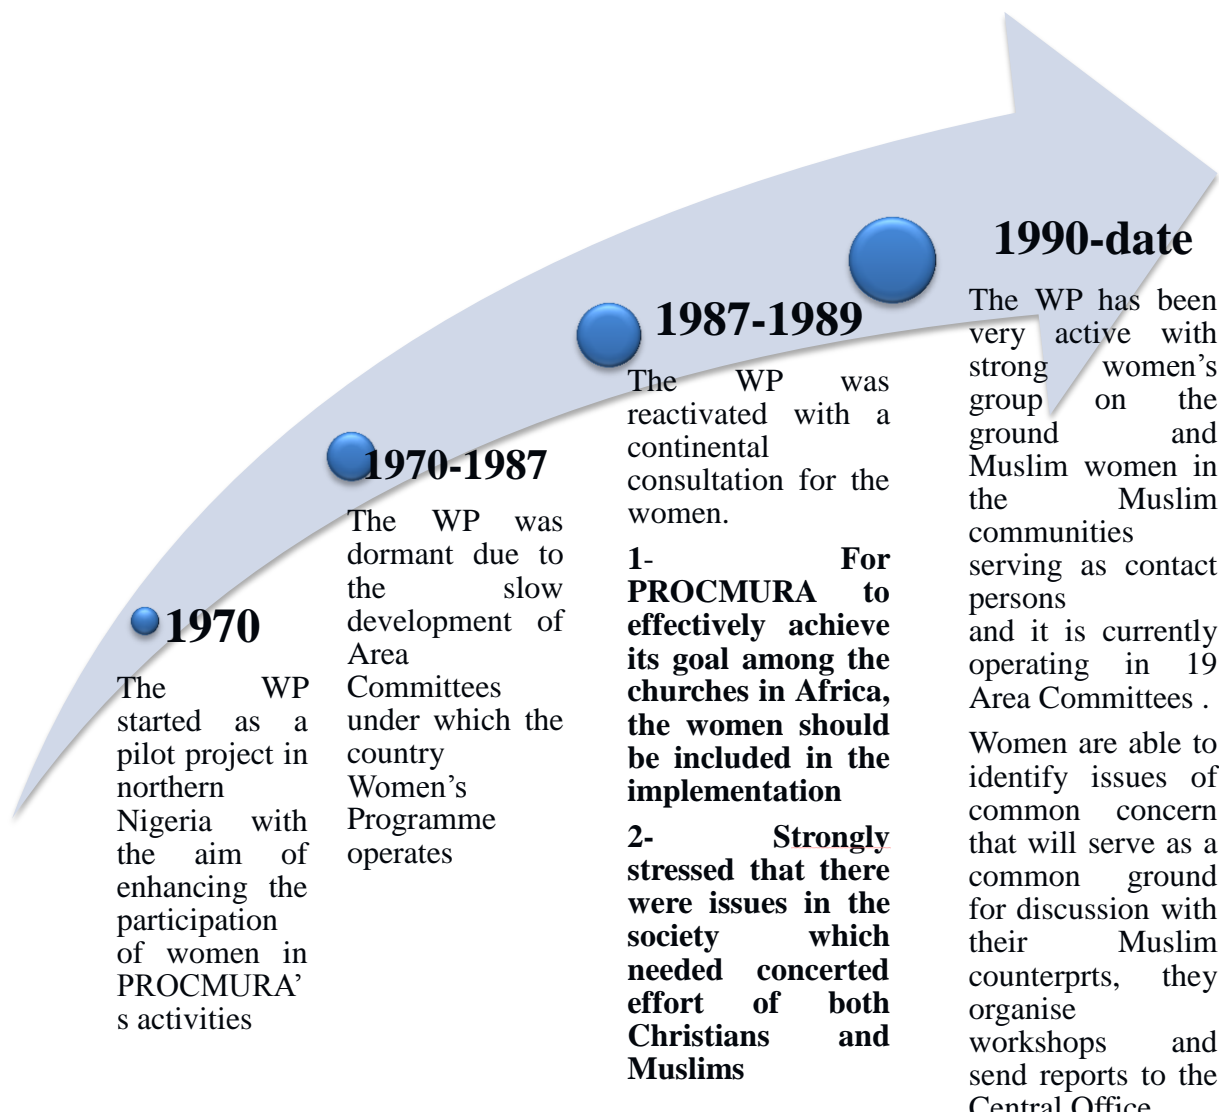 1970
The WP
started as a
pilot project in
northern
Nigeria with
the aim of
enhancing the
participation
of women in
PROCMURA’
s activities
1970-1987
The WP was
dormant due to
the slow
development of
Area
Committees
under which the
country
Women’s
Programme
operates
1987-1989
The WP was
reactivated with a
continental
consultation for the
women.
1- For
PROCMURA to
effectively achieve
its goal among the
churches in Africa,
the women should
be included in the
implementation
2- Strongly
stressed that there
were issues in the
society which
needed concerted
effort of both
Christians and
Muslims
1990-date
The WP has been
very active with
strong women’s
group on the
ground and
Muslim women in
the Muslim
communities
serving as contact
persons
and it is currently
operating in 19
Area Committees .
Women are able to
identify issues of
common concern
that will serve as a
common ground
for discussion with
their Muslim
counterprts, they
organise
workshops and
send reports to the
Central Office